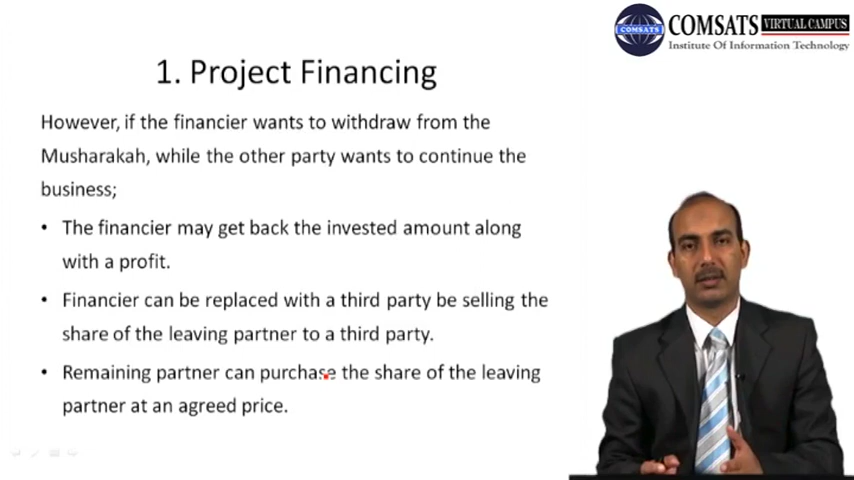 COMSATS
COMSATS VIRTUAL CAMPUS
Institute Of Information Technology
1. Project Financing
However, if the financier wants to withdraw from the
Musharakah, while the other party wants to continue the
business;
• The financier may get back the invested amount along
with a profit.
• Financier can be replaced with a third party be selling the
share of the leaving partner to a third party.
• Remaining partner can purchase the share of the leaving
partner at an agreed price.